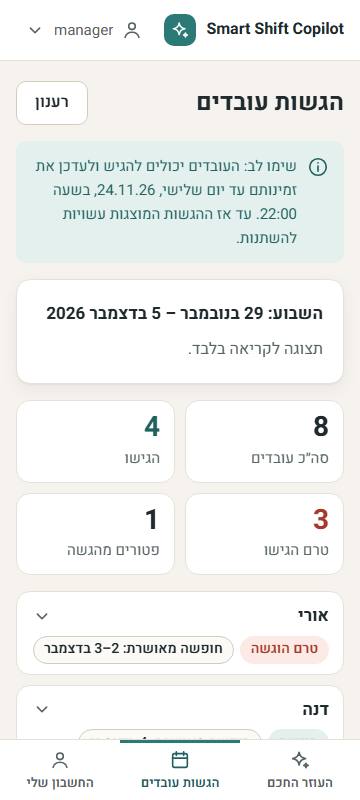 Smart Shift Copilot
manager
הגשות עובדים
רענון
שימו לב: העובדים יכולים להגיש ולעדכן את
זמינותם עד יום שלישי, 24.11.26, בשעה
22:00. עד אז ההגשות המוצגות עשויות
להשתנות.
השבוע: 29 בנובמבר – 5 בדצמבר 2026
תצוגה לקריאה בלבד.
8
סה״כ עובדים
4
הגישו
3
טרם הגישו
1
פטורים מהגשה
אורי
טרם הוגשה
חופשה מאושרת: 2–3 בדצמבר
דנה
העוזר החכם
הגשות עובדים
החשבון שלי